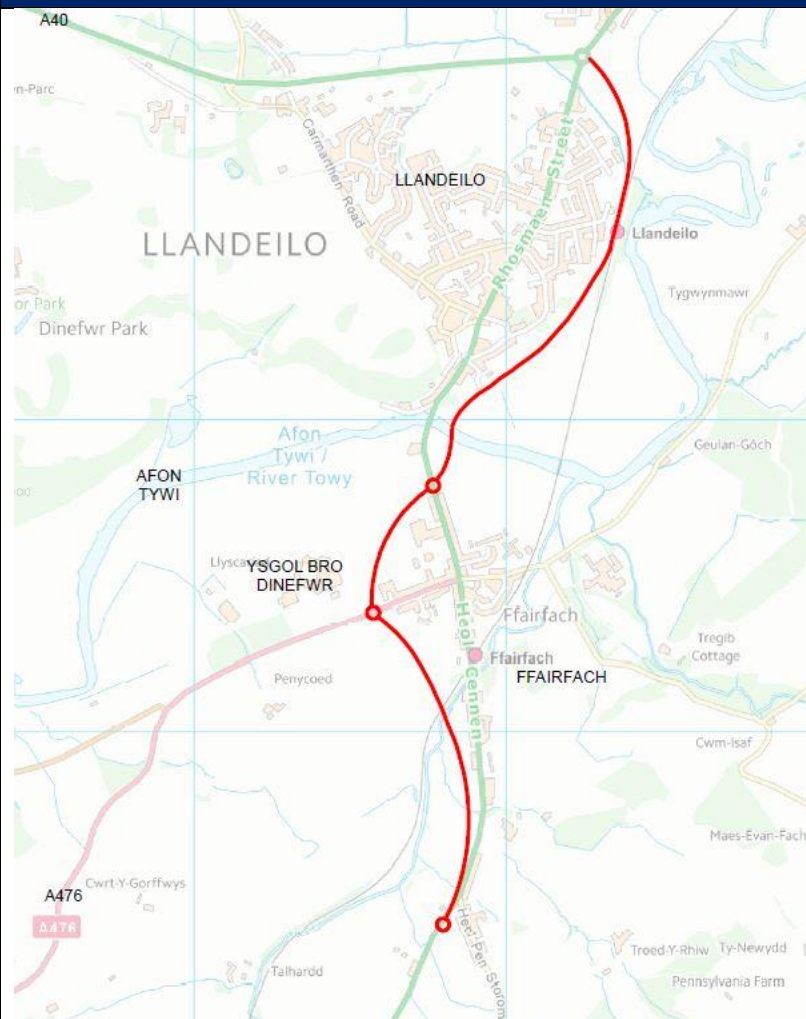 A40
en-Parc
Carmarthen Road
LLANDEILO
Rhosmaen Street
LLANDEILO
Llandeilo
or Park
Tygwynmawr
Dinefwr Park
Afon
Tywi /
River Towy
Geulan-Gôch
AFON
TYWI
YSGOL BRO
DINEFWR
Heol Cennen
Ffairfach
Tregib
Cottage
Ffairfach
FFAIRFACH
Penycoed
Cwm-Isaf
Maes-Evan-Fach
Cwrt-Y-Gorffwys
A476
A476
Heol Pen Storom
Troed-Y-Rhiw
Ty-Newydd
Talhardd
Pennsylvania Farm